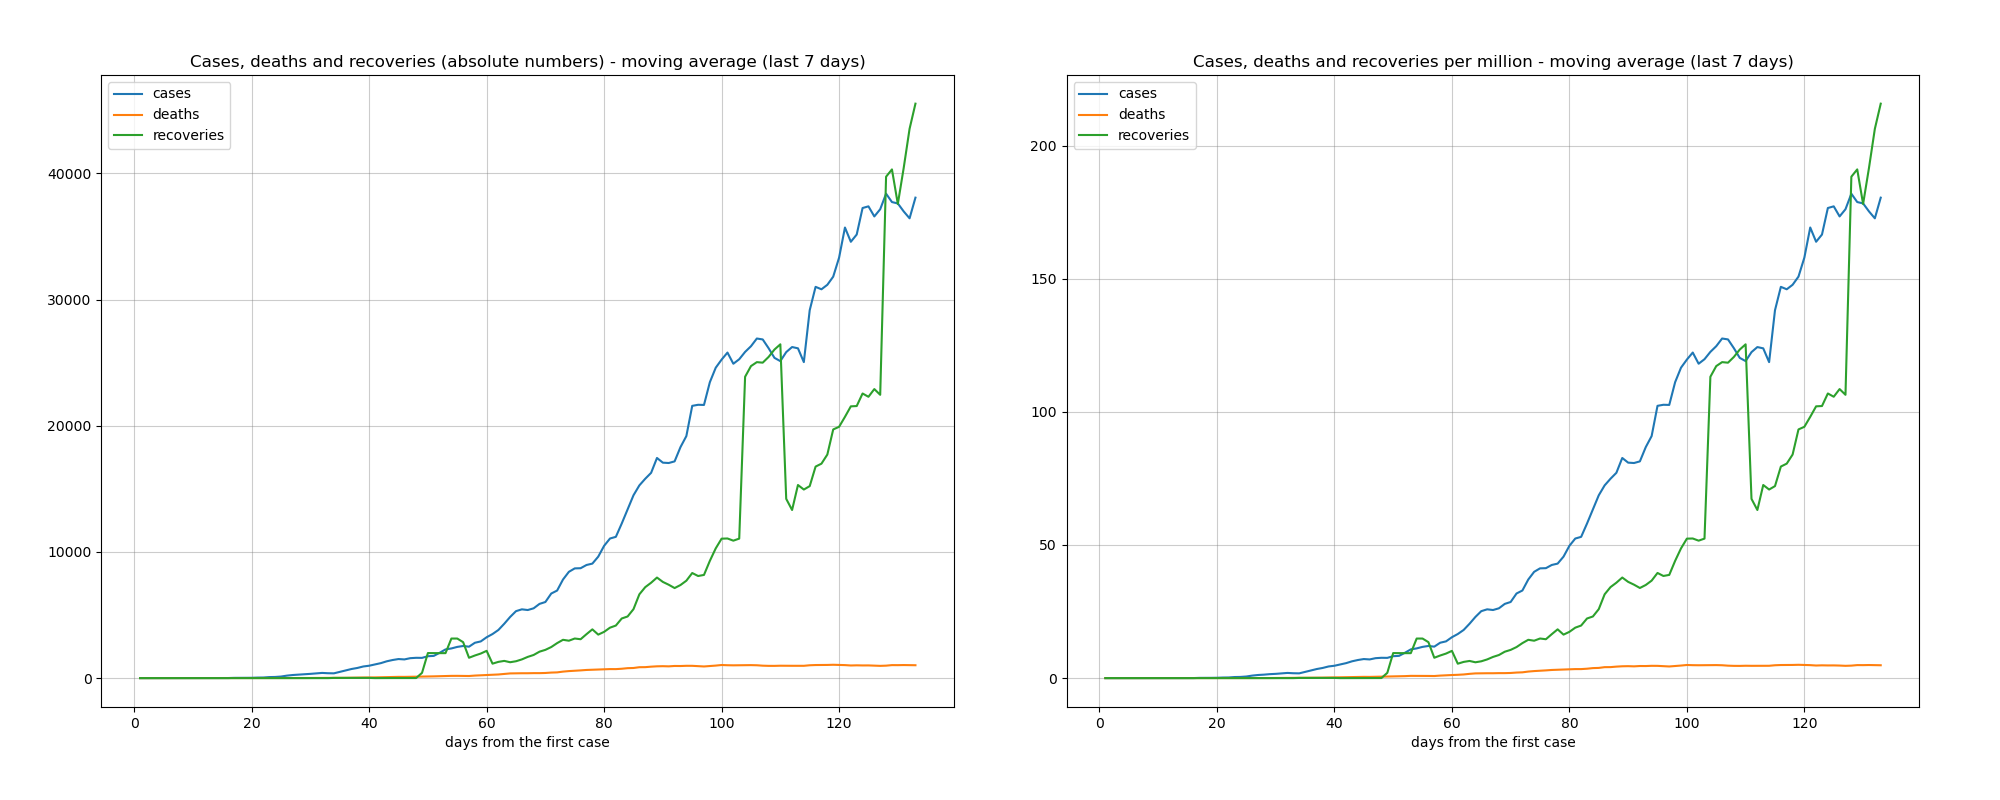 Cases, deaths and recoveries (absolute numbers) - moving average (last 7 days)
cases
deaths
recoveries
40000
30000
20000
10000
0
0 20 40 60 80 100 120
days from the first case
Cases, deaths and recoveries per million - moving average (last 7 days)
cases
deaths
recoveries
200
150
100
50
0
0 20 40 60 80 100 120
days from the first case